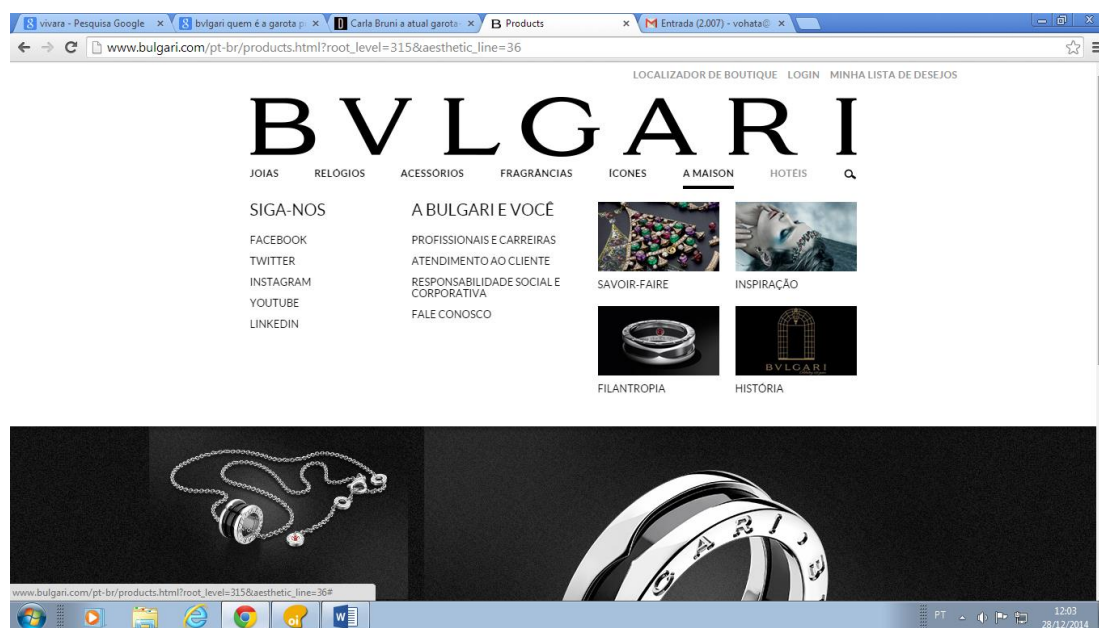 vivara - Pesquisa Google
bvlgari quem é a garota p
Carla Bruni a atual garota
B Products
Entrada (2.007) - vohata@
www.bulgari.com/pt-br/products.html?root_level=315&aesthetic_line=36
LOCALIZADOR DE BOUTIQUE LOGIN MINHA LISTA DE DESEJOS
BVLGARI
JOIAS RELÓGIOS ACESSÓRIOS FRAGRÂNCIAS ÍCONES A MAISON HOTÉIS
SIGA-NOS
FACEBOOK
TWITTER
INSTAGRAM
YOUTUBE
LINKEDIN
A BULGARI E VOCÊ
PROFISSIONAIS E CARREIRAS
ATENDIMENTO AO CLIENTE
RESPONSABILIDADE SOCIAL E
CORPORATIVA
FALE CONOSCO
SAVOIR-FAIRE
INSPIRAÇÃO
FILANTROPIA
BVLGARI
HISTÓRIA
www.bulgari.com/pt-br/products.html?root_level=315&aesthetic_line=36#
PT
12:03
28/12/2014